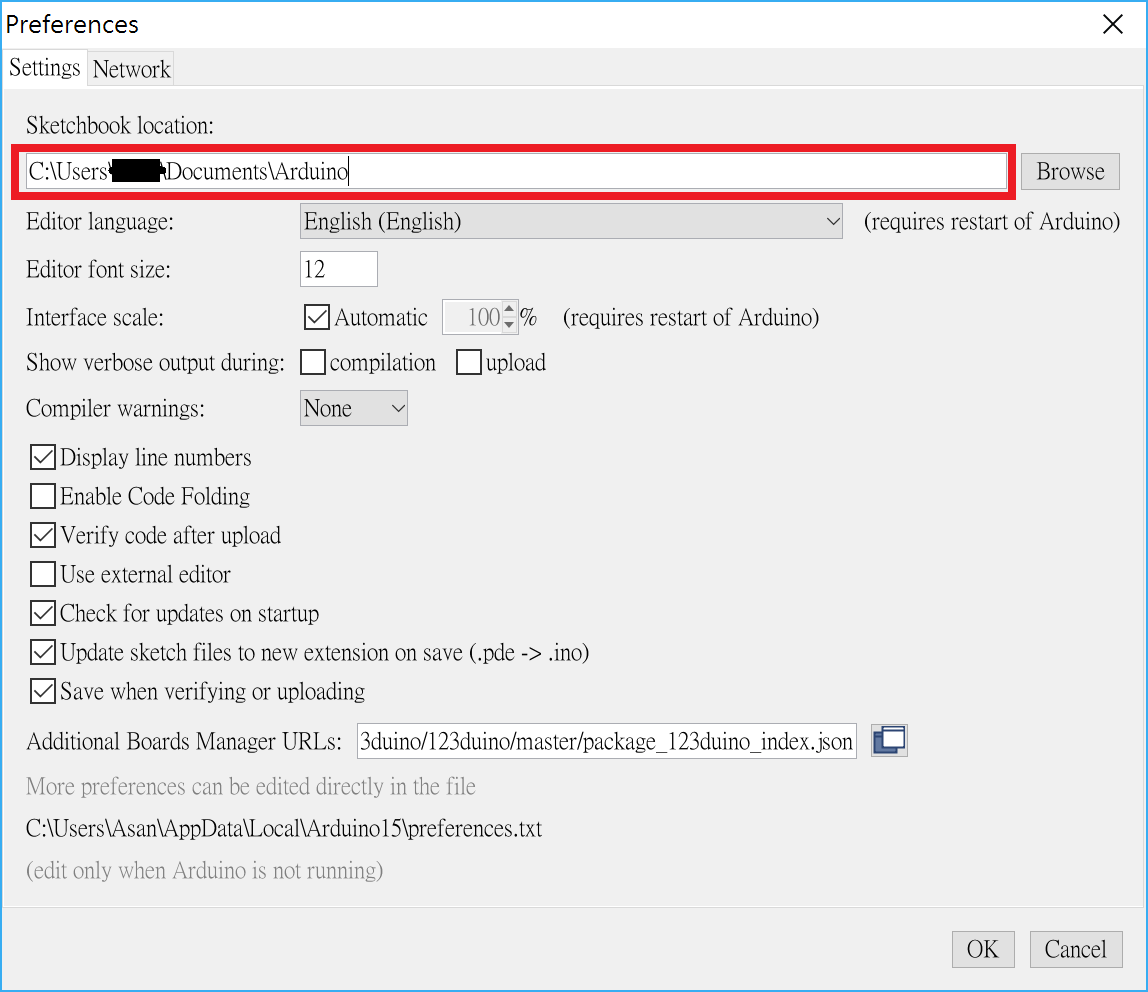 Preferences
Settings Network
Sketchbook location:
C:\Users\ \Documents\Arduino Browse
Editor language: English (English) (requires restart of Arduino)
Editor font size: 12
Interface scale: Automatic 100 % (requires restart of Arduino)
Show verbose output during: compilation upload
Compiler warnings: None
Display line numbers
Enable Code Folding
Verify code after upload
Use external editor
Check for updates on startup
Update sketch files to new extension on save (.pde -> .ino)
Save when verifying or uploading
Additional Boards Manager URLs: 3duino/123duino/master/package_123duino_index.json
More preferences can be edited directly in the file
C:\Users\Asan\AppData\Local\Arduino15\preferences.txt
(edit only when Arduino is not running)
OK Cancel